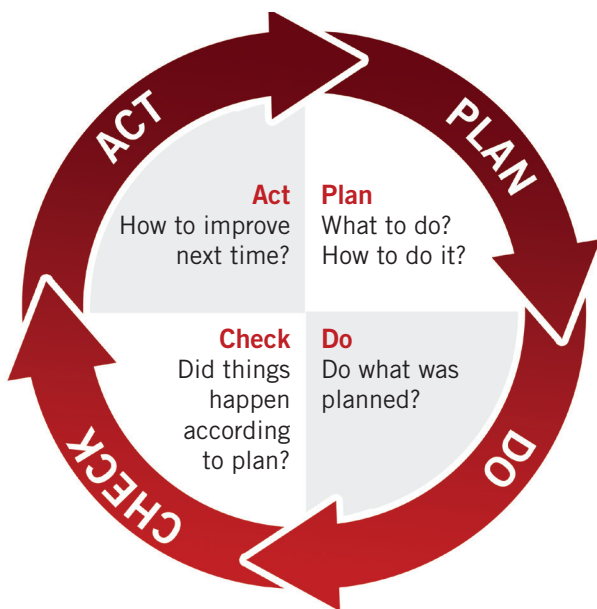 ACT
PLAN
DO
CHECK
Act
How to improve
next time?
Plan
What to do?
How to do it?
Check
Did things
happen
according
to plan?
Do
Do what was
planned?